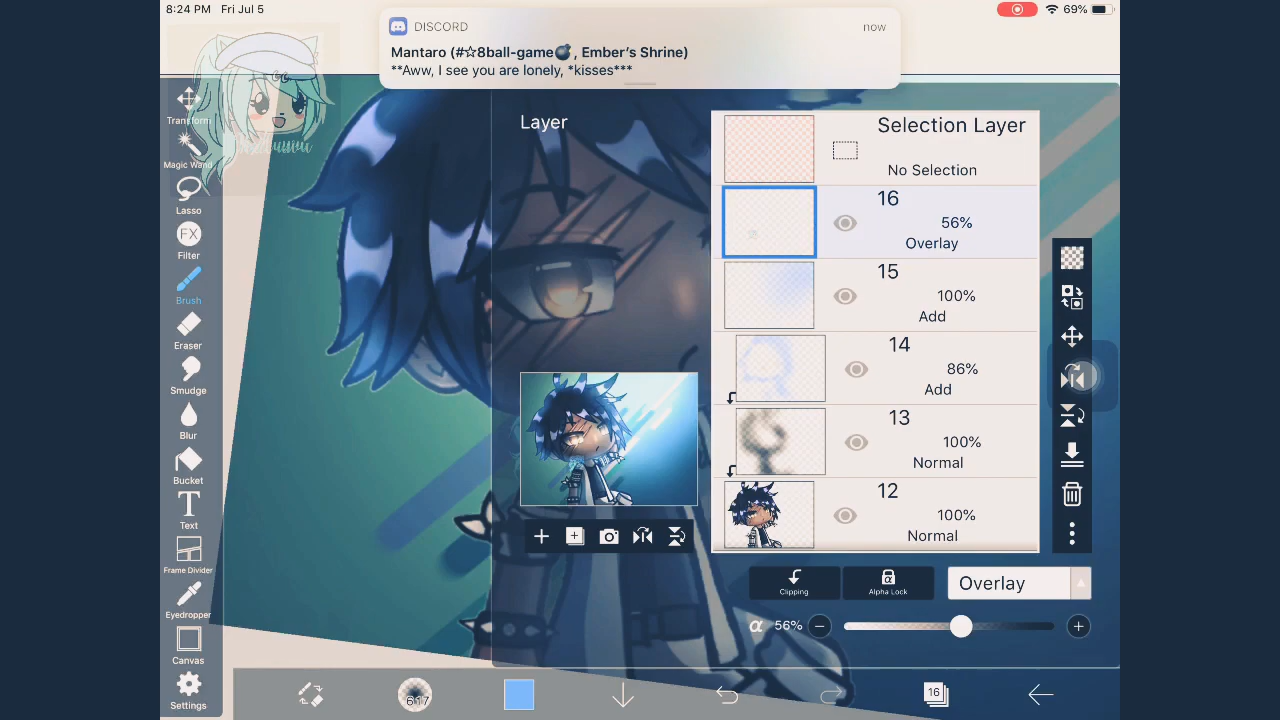 8:24 PM Fri Jul 5
69%
DISCORD
now
Mantaro (#☆8ball-game💣, Ember's Shrine)
**Aww, I see you are lonely, *kisses***
Transform
Magic Wand
Lasso
FX
Filter
Brush
Eraser
Smudge
Blur
Bucket
T
Text
Frame Divider
Eyedropper
Canvas
Settings
Layer
Selection Layer
No Selection
16
56%
Overlay
15
100%
Add
14
86%
Add
13
100%
Normal
12
100%
Normal
Clipping
Alpha Lock
Overlay
α 56%
617
16